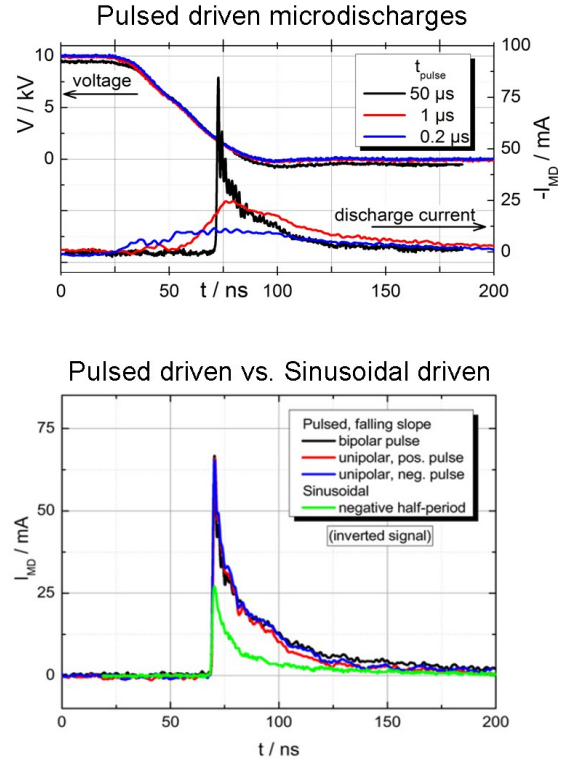 Pulsed driven microdischarges
10
5
0
V / kV
voltage
t_pulse
50 µs
1 µs
0.2 µs
100
75
50
25
0
-I_MD / mA
discharge current
0
50
100
150
200
t / ns
Pulsed driven vs. Sinusoidal driven
75
50
25
0
I_MD / mA
Pulsed, falling slope
bipolar pulse
unipolar, pos. pulse
unipolar, neg. pulse
Sinusoidal
negative half-period
(inverted signal)
0
50
100
150
200
t / ns